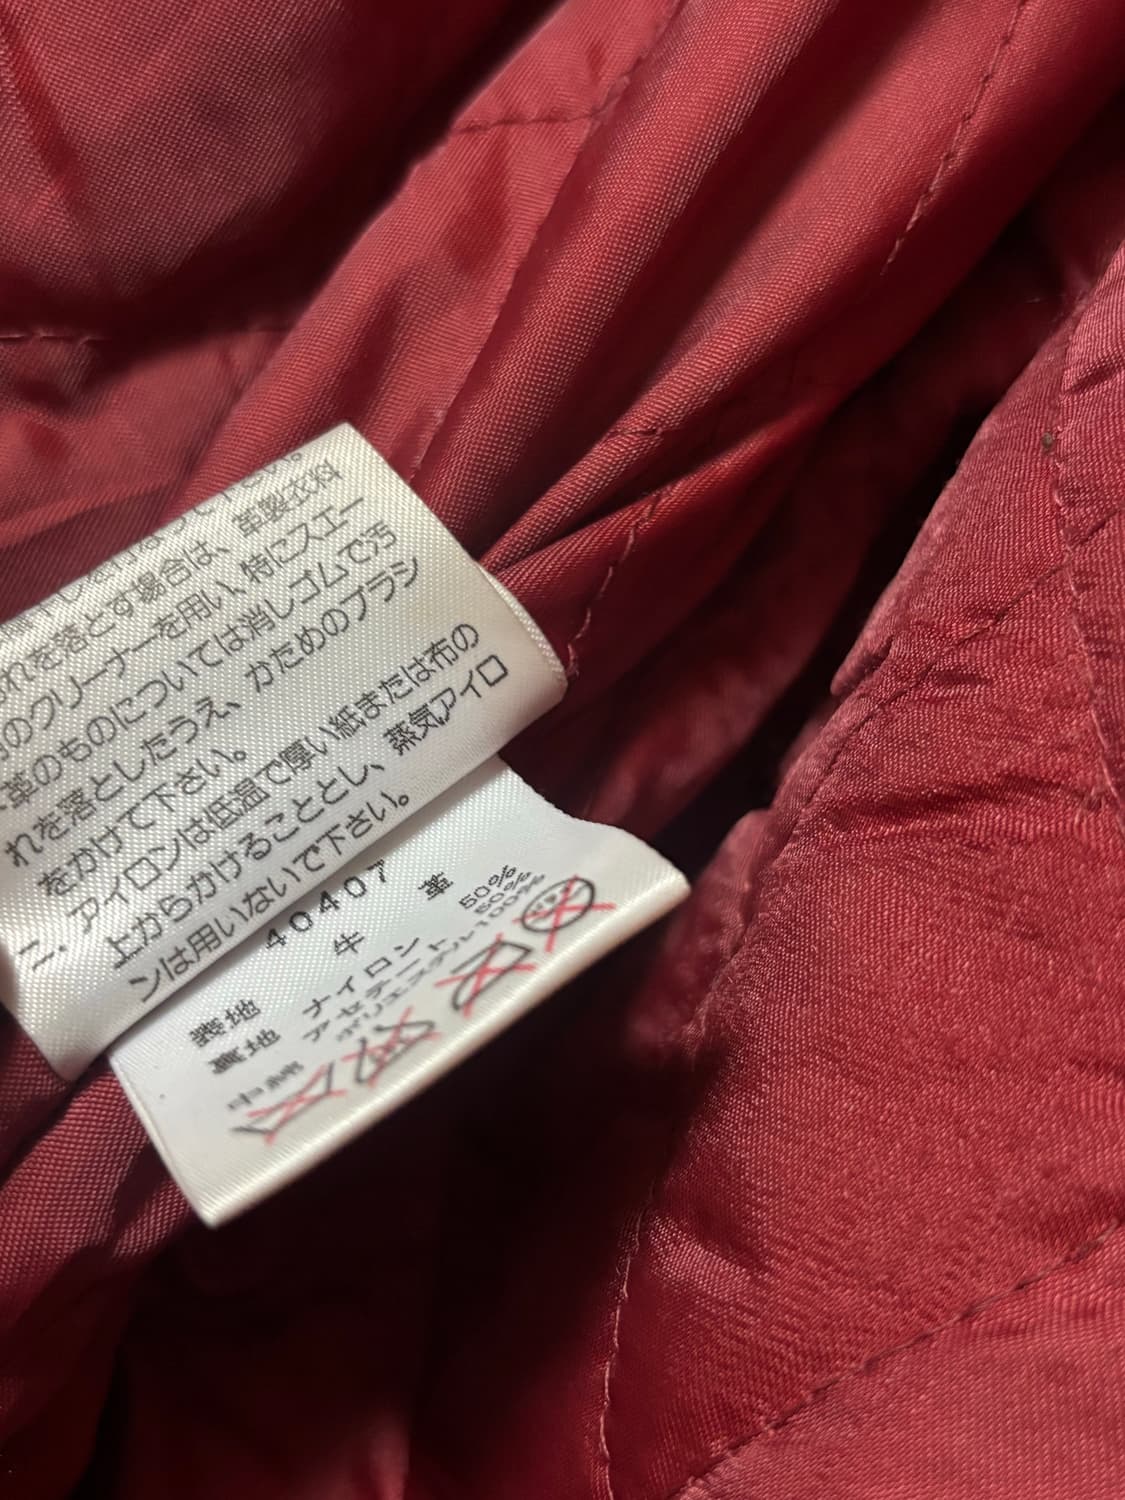 れを落とす場合は、革製衣料
のクリーナーを用い、特にスエー
革のものについては消しゴムで汚
れを落としたうえ、かためのブラシ
をかけて下さい。
ニ. アイロンは低温で厚い紙または布の
上からかけることとし、蒸気アイロ
ンは用いないで下さい。
40407
表地 牛 革
裏地 ナイロン 50%
アセテート 50%
中綿 ポリエステル100%